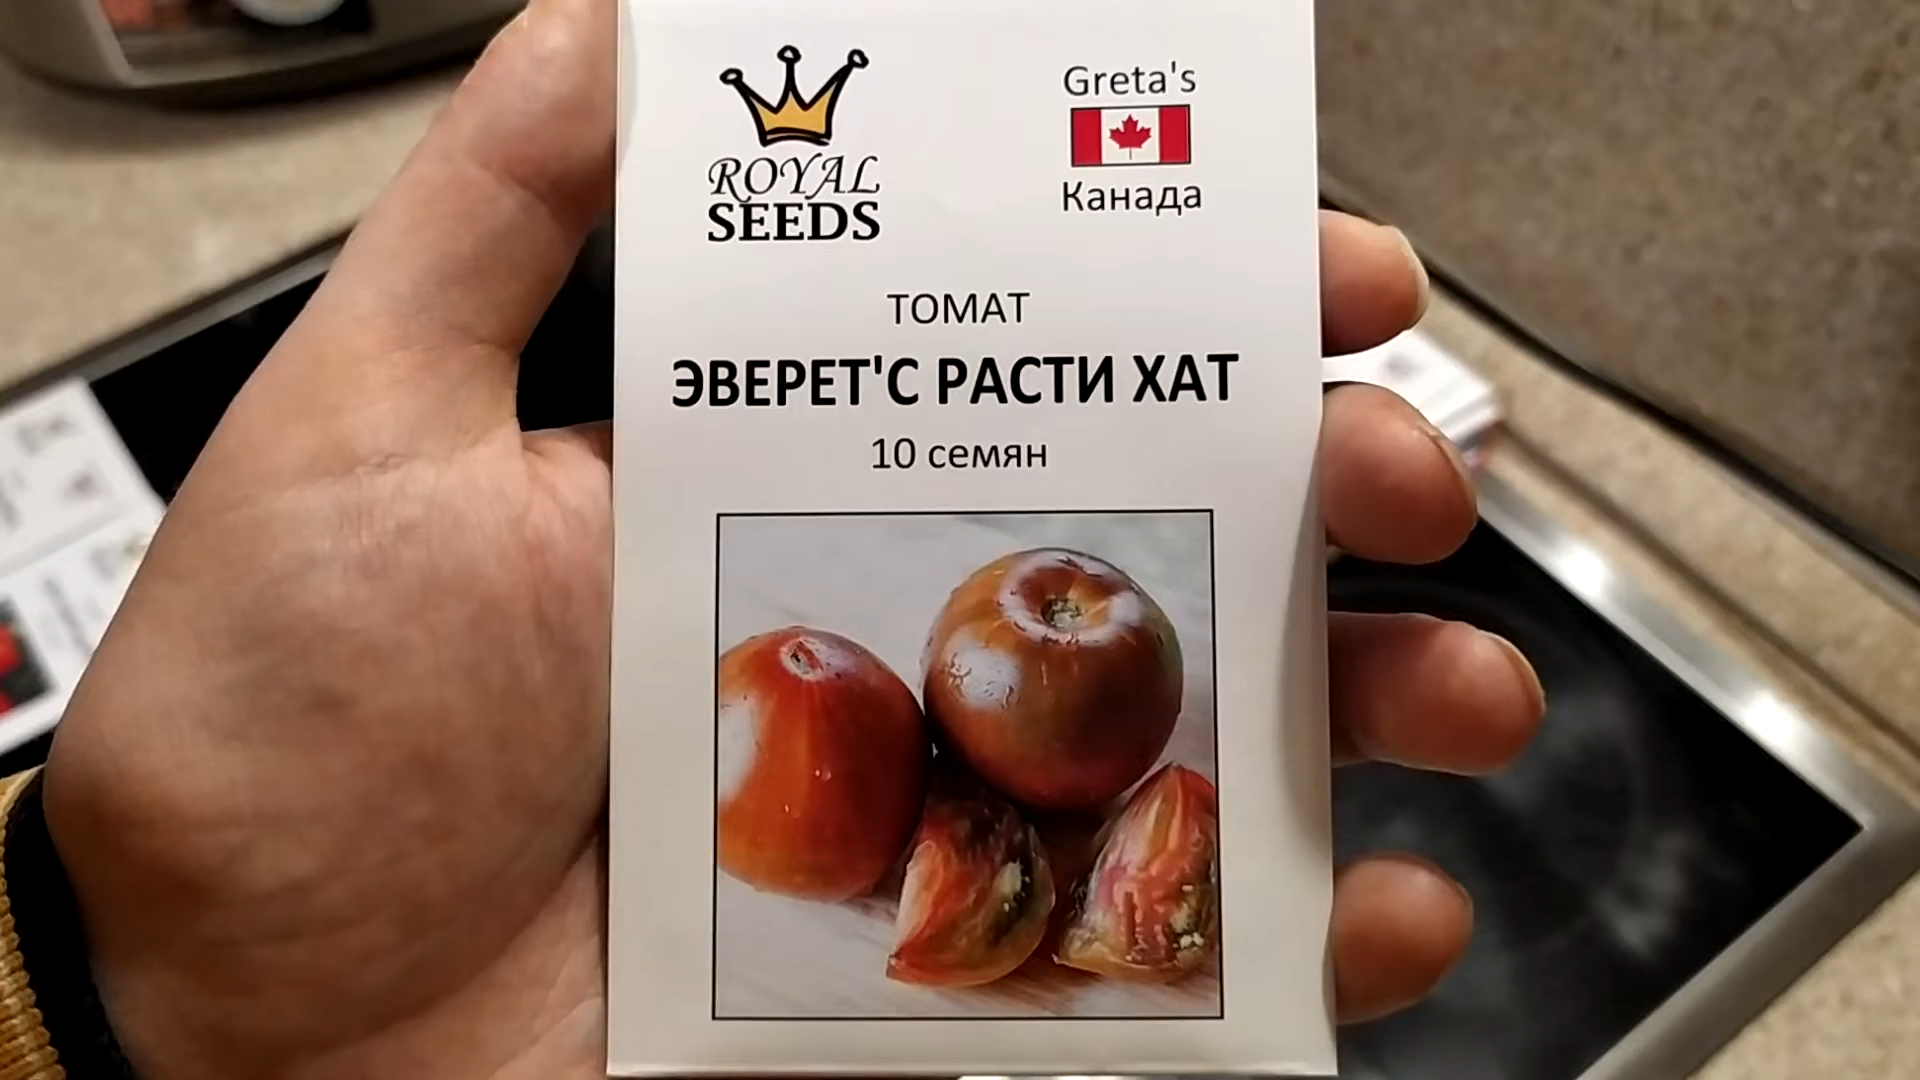 ROYAL
SEEDS
Greta's
Канада
ТОМАТ
ЭВЕРЕТ'С РАСТИ ХАТ
10 семян